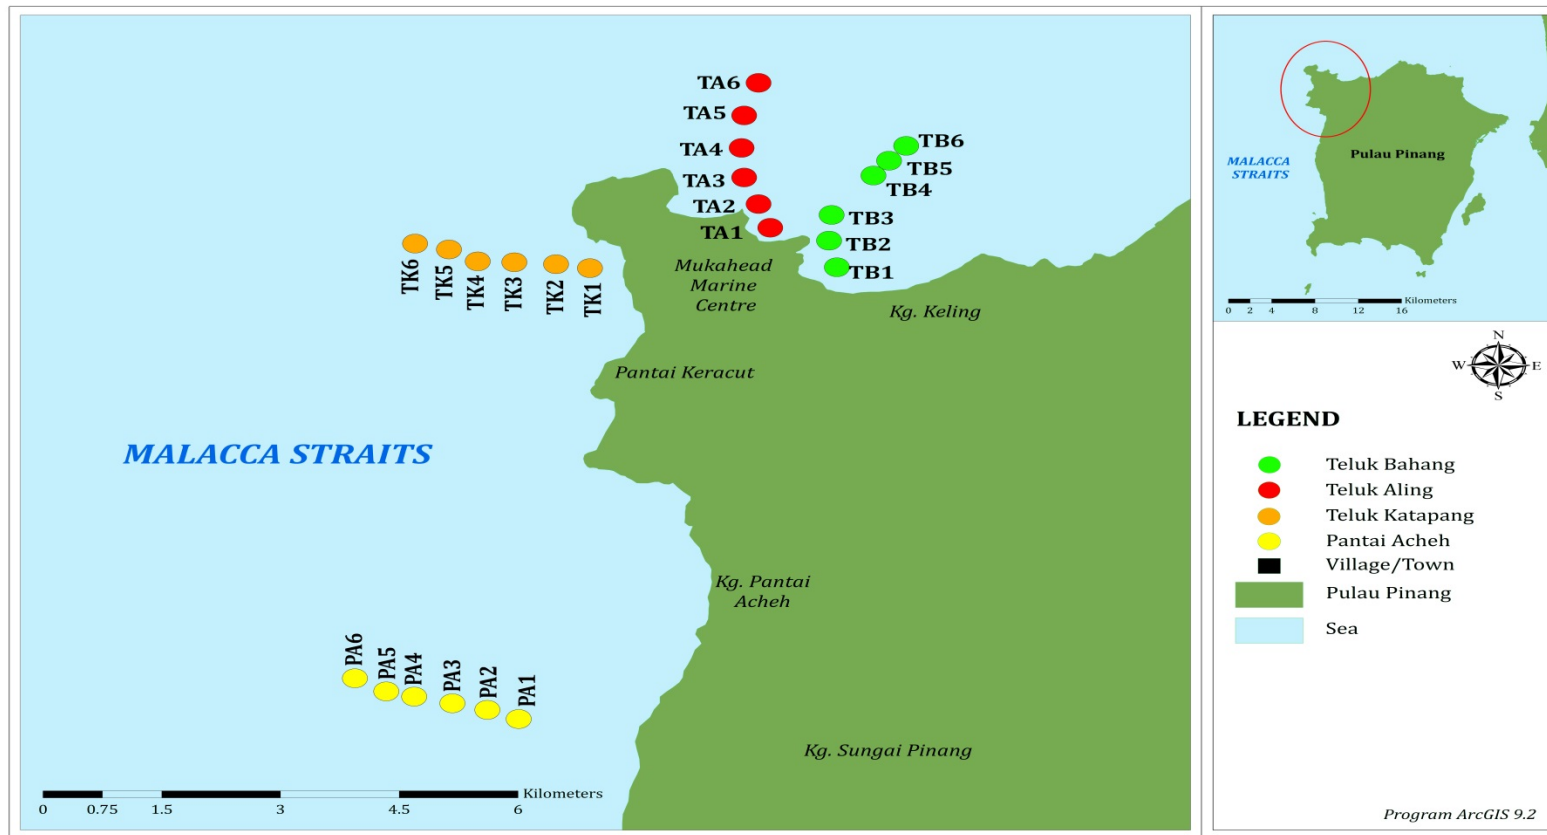 TA6
TA5
TA4
TA3
TA2
TA1
TB6
TB5
TB4
TB3
TB2
TB1
TK6
TK5
TK4
TK3
TK2
TK1
Mukahead
Marine
Centre
Kg. Keling
Pantai Keracut
MALACCA STRAITS
Kg. Pantai
Acheh
PA6
PA5
PA4
PA3
PA2
PA1
Kg. Sungai Pinang
Kilometers
0 0.75 1.5 3 4.5 6
MALACCA
STRAITS
Pulau Pinang
Kilometers
0 2 4 8 12 16
N
W E
S
LEGEND
Teluk Bahang
Teluk Aling
Teluk Katapang
Pantai Acheh
Village/Town
Pulau Pinang
Sea
Program ArcGIS 9.2